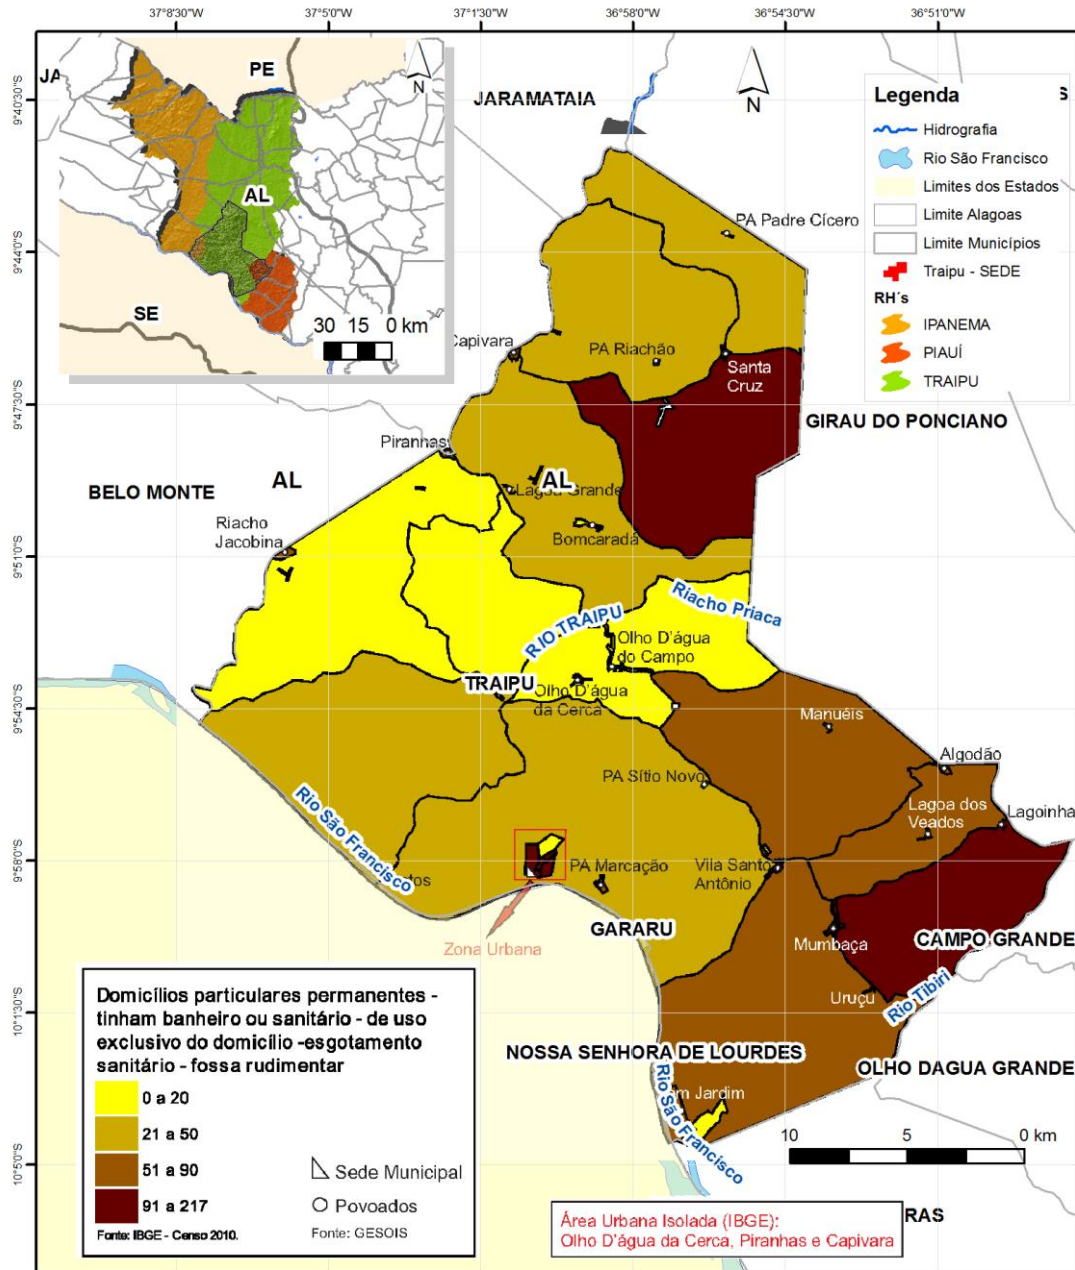 37°8'30"W
37°5'0"W
37°1'30"W
36°58'0"W
36°54'30"W
36°51'0"W
9°40'30"S
9°44'0"S
9°47'30"S
9°51'0"S
9°54'30"S
9°58'0"S
10°1'30"S
10°5'0"S
JA
PE
N
AL
SE
30 15 0 km
JARAMATAIA
N
S
Legenda
Hidrografia
Rio São Francisco
Limites dos Estados
Limite Alagoas
Limite Municípios
Traipu - SEDE
RH´s
IPANEMA
PIAUÍ
TRAIPU
PA Padre Cícero
Capivara
PA Riachão
Santa
Cruz
GIRAU DO PONCIANO
Piranhas
AL
AL
Lagoa Grande
BELO MONTE
Riacho
Jacobina
Bomcaradá
Riacho Priaca
RIO TRAIPU
Olho D'água
do Campo
TRAIPU
Olho D'água
da Cerca
Manuéis
Algodão
PA Sítio Novo
Lagoa dos
Veados
Lagoinha
Rio São Francisco
tos
PA Marcação
Vila Santo
Antônio
GARARU
Zona Urbana
Mumbaça
CAMPO GRANDE
Uruçu
Rio Tibiri
NOSSA SENHORA DE LOURDES
OLHO DAGUA GRANDE
m Jardim
Rio São Francisco
10 5 0 km
Domicílios particulares permanentes -
tinham banheiro ou sanitário - de uso
exclusivo do domicílio -esgotamento
sanitário - fossa rudimentar
0 a 20
21 a 50
51 a 90
91 a 217
Sede Municipal
Povoados
Fonte: IBGE - Censo 2010.
Fonte: GESOIS
Área Urbana Isolada (IBGE):
Olho D'água da Cerca, Piranhas e Capivara
RAS